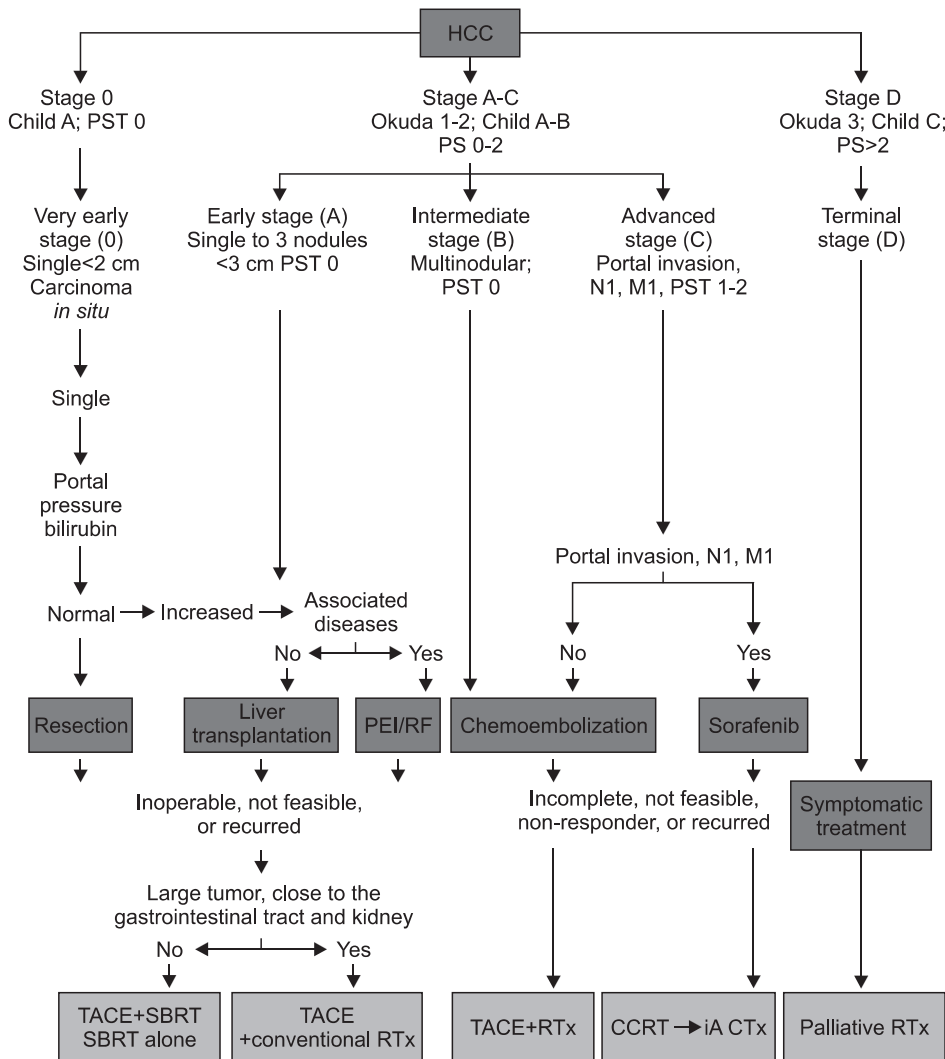 HCC
Stage 0
Child A; PST 0
Stage A-C
Okuda 1-2; Child A-B
PS 0-2
Stage D
Okuda 3; Child C;
PS>2
Very early
stage (0)
Single<2 cm
Carcinoma
in situ
Early stage (A)
Single to 3 nodules
<3 cm PST 0
Intermediate
stage (B)
Multinodular;
PST 0
Advanced
stage (C)
Portal invasion,
N1, M1, PST 1-2
Terminal
stage (D)
Single
Portal
pressure
bilirubin
Portal invasion, N1, M1
Normal
Increased
Associated
diseases
No
Yes
No
Yes
Resection
Liver
transplantation
PEI/RF
Chemoembolization
Sorafenib
Inoperable, not feasible,
or recurred
Incomplete, not feasible,
non-responder, or recurred
Symptomatic
treatment
Large tumor, close to the
gastrointestinal tract and kidney
No
Yes
TACE+SBRT
SBRT alone
TACE
+conventional RTx
TACE+RTx
CCRT → iA CTx
Palliative RTx